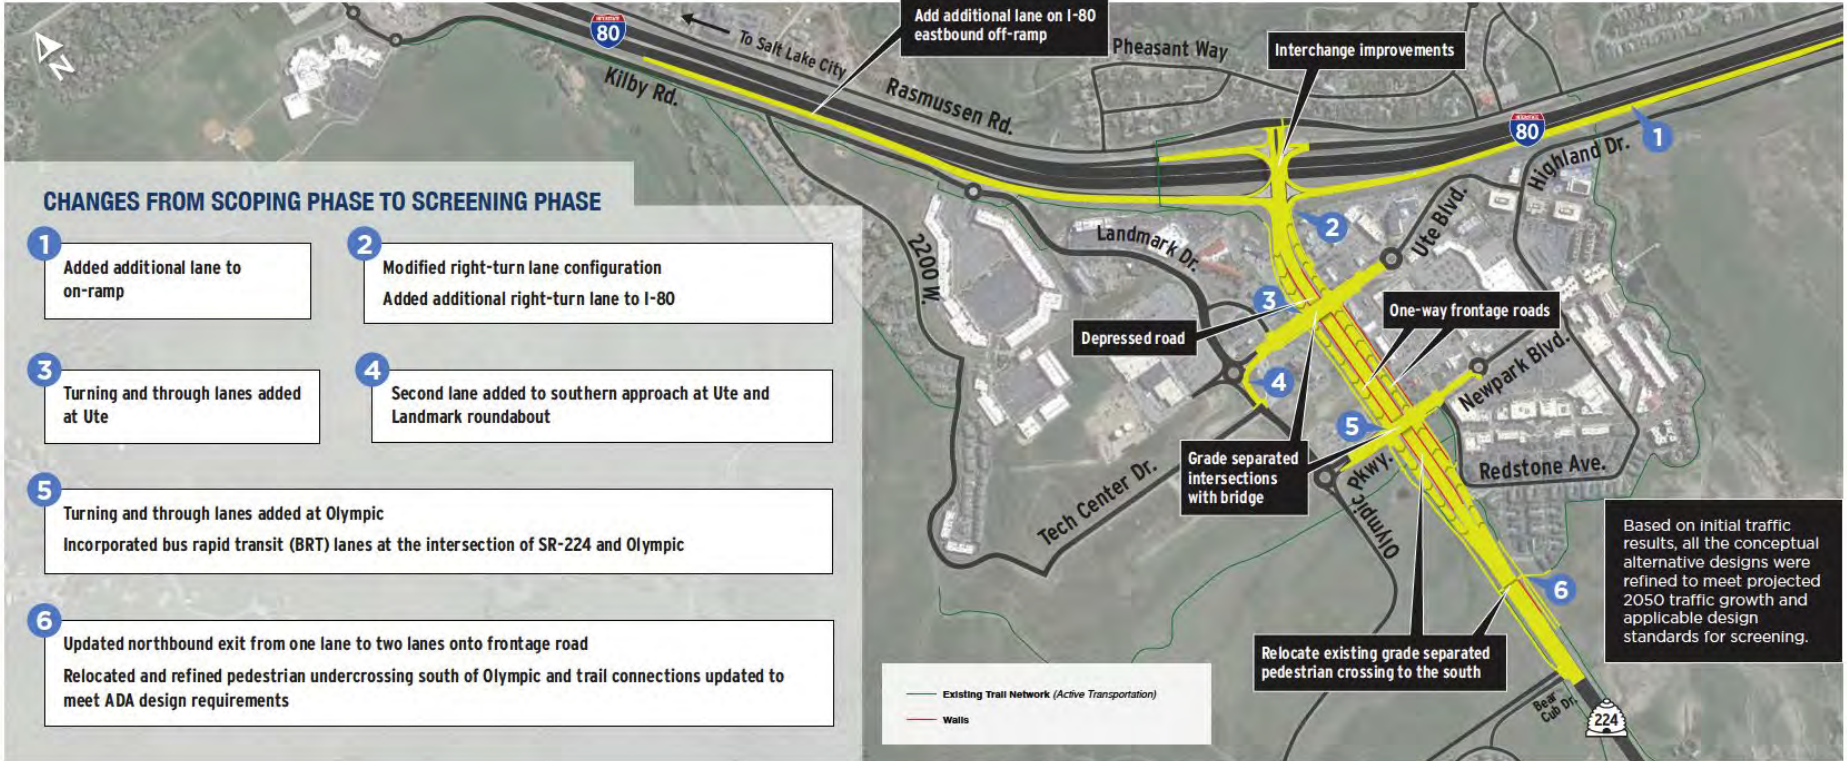 N
INTERSTATE
80
To Salt Lake City
Kilby Rd.
Rasmussen Rd.
Add additional lane on I-80
eastbound off-ramp
Pheasant Way
Interchange improvements
INTERSTATE
80
1
Highland Dr.
2
Ute Blvd.
Landmark Dr.
2200 W.
3
One-way frontage roads
Depressed road
4
Newpark Blvd.
5
Grade separated
intersections
with bridge
Olympic Pkwy.
Redstone Ave.
Tech Center Dr.
6
Relocate existing grade separated
pedestrian crossing to the south
Bear
Cub Dr.
224
Based on initial traffic
results, all the conceptual
alternative designs were
refined to meet projected
2050 traffic growth and
applicable design
standards for screening.
CHANGES FROM SCOPING PHASE TO SCREENING PHASE
1
Added additional lane to
on-ramp
2
Modified right-turn lane configuration
Added additional right-turn lane to I-80
3
Turning and through lanes added
at Ute
4
Second lane added to southern approach at Ute and
Landmark roundabout
5
Turning and through lanes added at Olympic
Incorporated bus rapid transit (BRT) lanes at the intersection of SR-224 and Olympic
6
Updated northbound exit from one lane to two lanes onto frontage road
Relocated and refined pedestrian undercrossing south of Olympic and trail connections updated to
meet ADA design requirements
Existing Trail Network (Active Transportation)
Walls